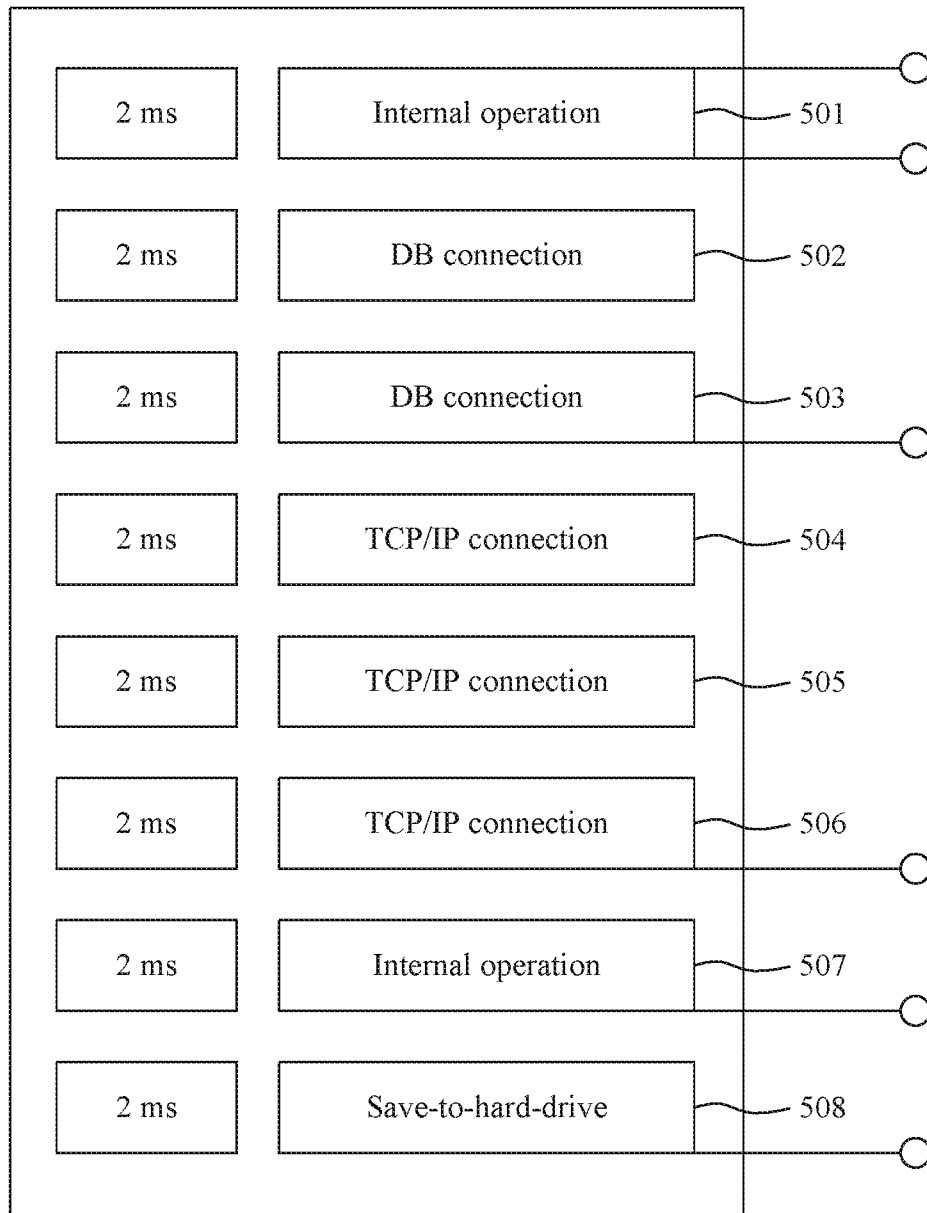 2 ms Internal operation 501
2 ms DB connection 502
2 ms DB connection 503
2 ms TCP/IP connection 504
2 ms TCP/IP connection 505
2 ms TCP/IP connection 506
2 ms Internal operation 507
2 ms Save-to-hard-drive 508